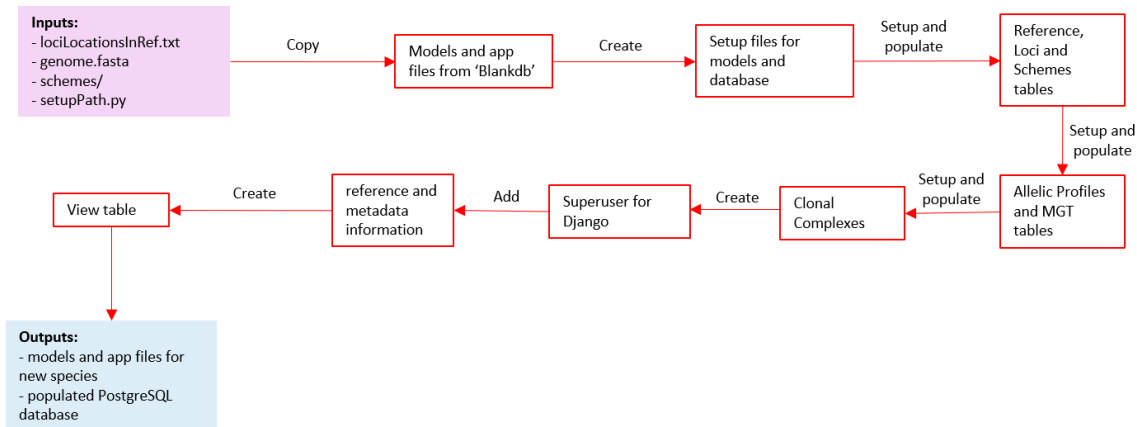 Inputs:
- lociLocationsInRef.txt
- genome.fasta
- schemes/
- setupPath.py
Copy
Models and app
files from ‘Blankdb’
Create
Setup files for
models and
database
Setup and
populate
Reference,
Loci and
Schemes
tables
Setup and
populate
Allelic Profiles
and MGT
tables
Setup and
populate
Clonal
Complexes
Create
Superuser for
Django
Add
reference and
metadata
information
Create
View table
Outputs:
- models and app files for
new species
- populated PostgreSQL
database